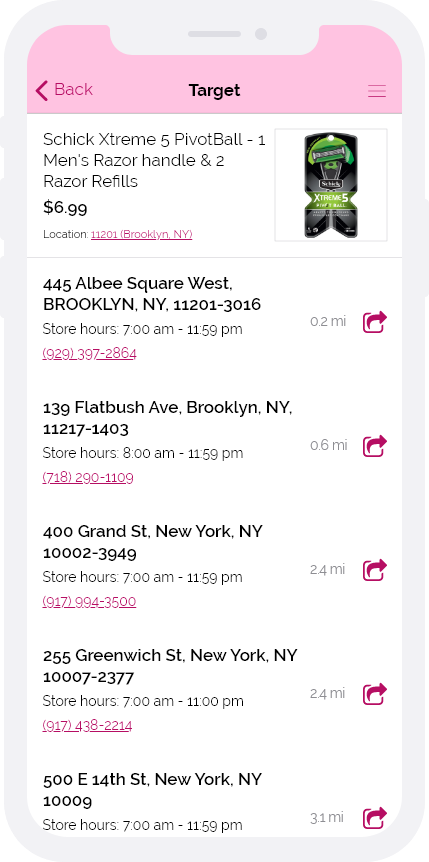 Back
Target
Schick Xtreme 5 PivotBall - 1
Men's Razor handle & 2
Razor Refills
$6.99
Location: 11201 (Brooklyn, NY)
Schick
XTREME5
PIVOT BALL
445 Albee Square West,
BROOKLYN, NY, 11201-3016
Store hours: 7:00 am - 11:59 pm
0.2 mi
(929) 397-2864
139 Flatbush Ave, Brooklyn, NY,
11217-1403
Store hours: 8:00 am - 11:59 pm
0.6 mi
(718) 290-1109
400 Grand St, New York, NY
10002-3949
Store hours: 7:00 am - 11:59 pm
2.4 mi
(917) 994-3500
255 Greenwich St, New York, NY
10007-2377
Store hours: 7:00 am - 11:00 pm
2.4 mi
(917) 438-2214
500 E 14th St, New York, NY
10009
Store hours: 7:00 am - 11:59 pm
3.1 mi